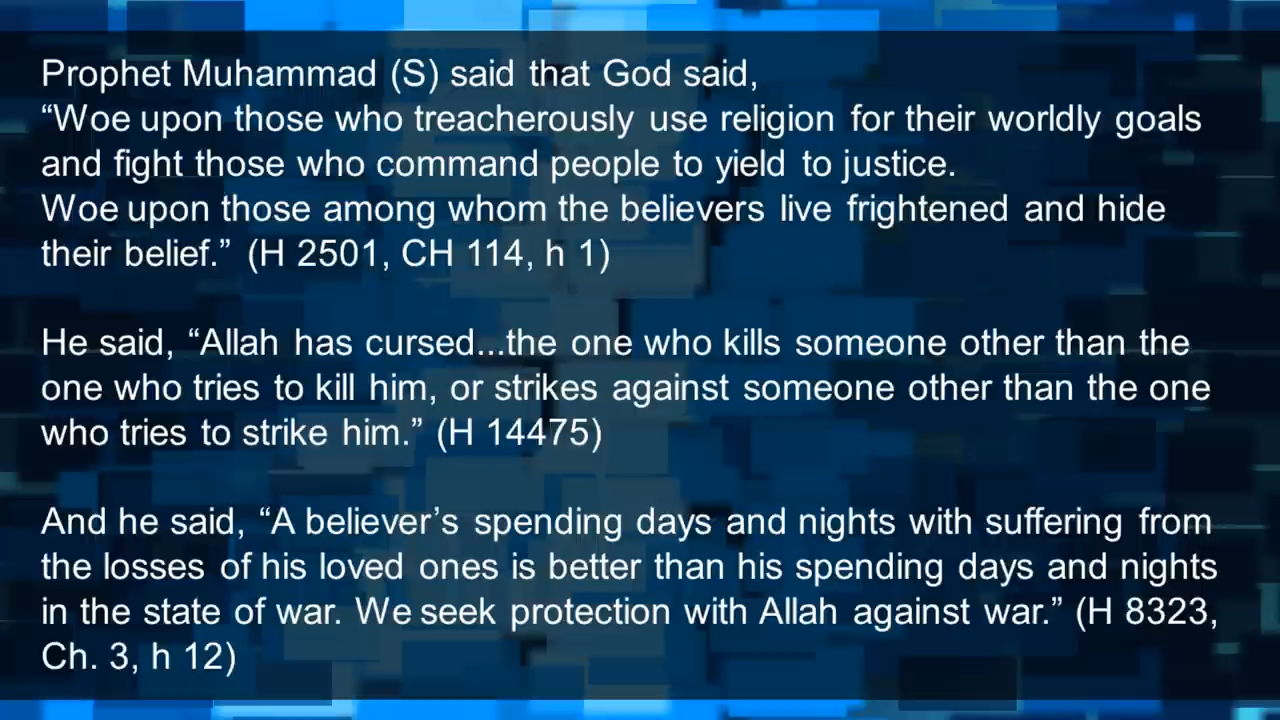 Prophet Muhammad (S) said that God said,
“Woe upon those who treacherously use religion for their worldly goals
and fight those who command people to yield to justice.
Woe upon those among whom the believers live frightened and hide
their belief.” (H 2501, CH 114, h 1)
He said, “Allah has cursed...the one who kills someone other than the
one who tries to kill him, or strikes against someone other than the one
who tries to strike him.” (H 14475)
And he said, “A believer’s spending days and nights with suffering from
the losses of his loved ones is better than his spending days and nights
in the state of war. We seek protection with Allah against war.” (H 8323,
Ch. 3, h 12)